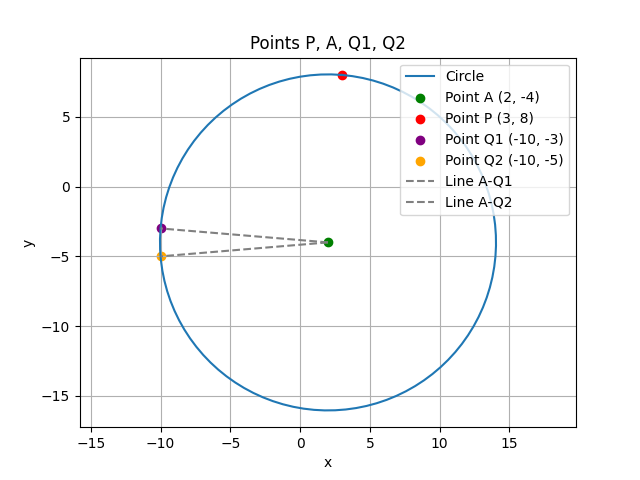 Points P, A, Q1, Q2
Circle
Point A (2, -4)
Point P (3, 8)
Point Q1 (-10, -3)
Point Q2 (-10, -5)
Line A-Q1
Line A-Q2
5
0
−5
−10
−15
y
−15 −10 −5 0 5 10 15
x